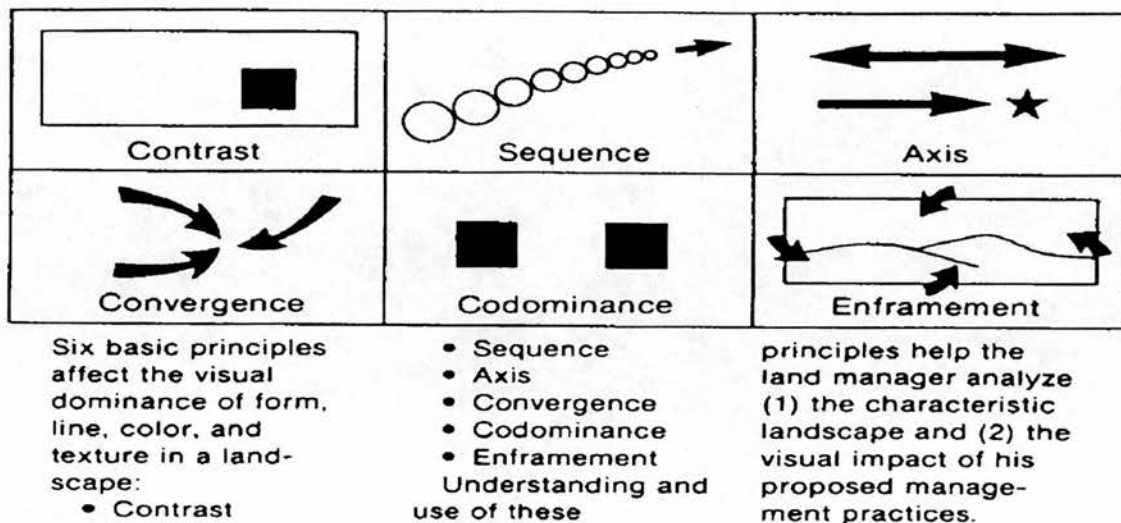 Contrast
Sequence
Axis
Convergence
Codominance
Enframement
Six basic principles
affect the visual
dominance of form,
line, color, and
texture in a land-
scape:
• Contrast
• Sequence
• Axis
• Convergence
• Codominance
• Enframement
Understanding and
use of these
principles help the
land manager analyze
(1) the characteristic
landscape and (2) the
visual impact of his
proposed manage-
ment practices.